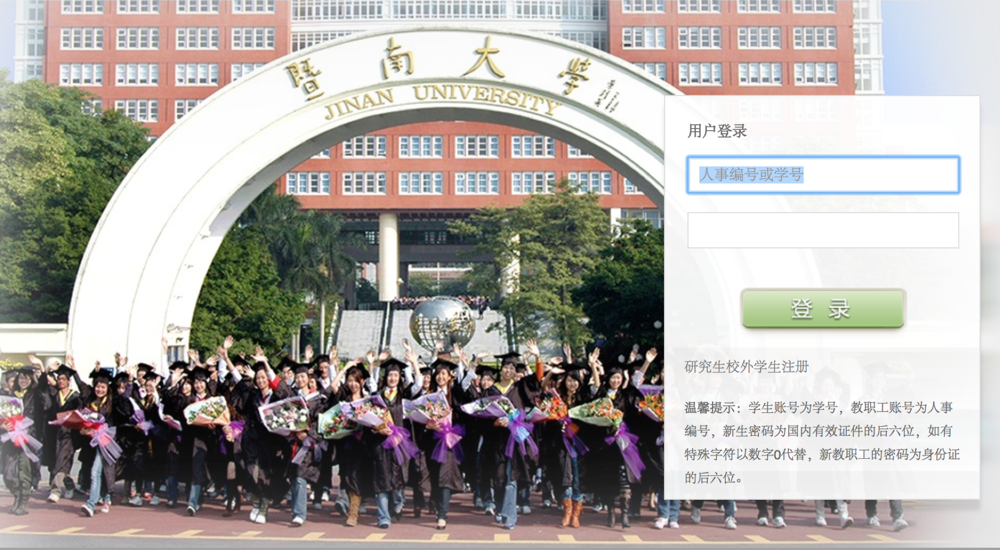 暨南大學
JINAN UNIVERSITY
用户登录
人事编号或学号
登 录
研究生校外学生注册
温馨提示：学生账号为学号，教职工账号为人事
编号，新生密码为国内有效证件的后六位，如有
特殊字符以数字0代替，新教职工的密码为身份证
的后六位。